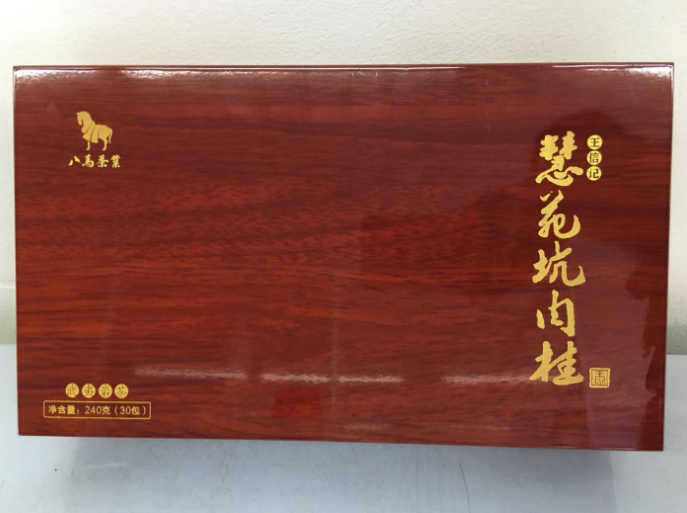 八马茶業
王信记
慧苑坑肉桂
武夷岩茶
净含量：240克（30包）